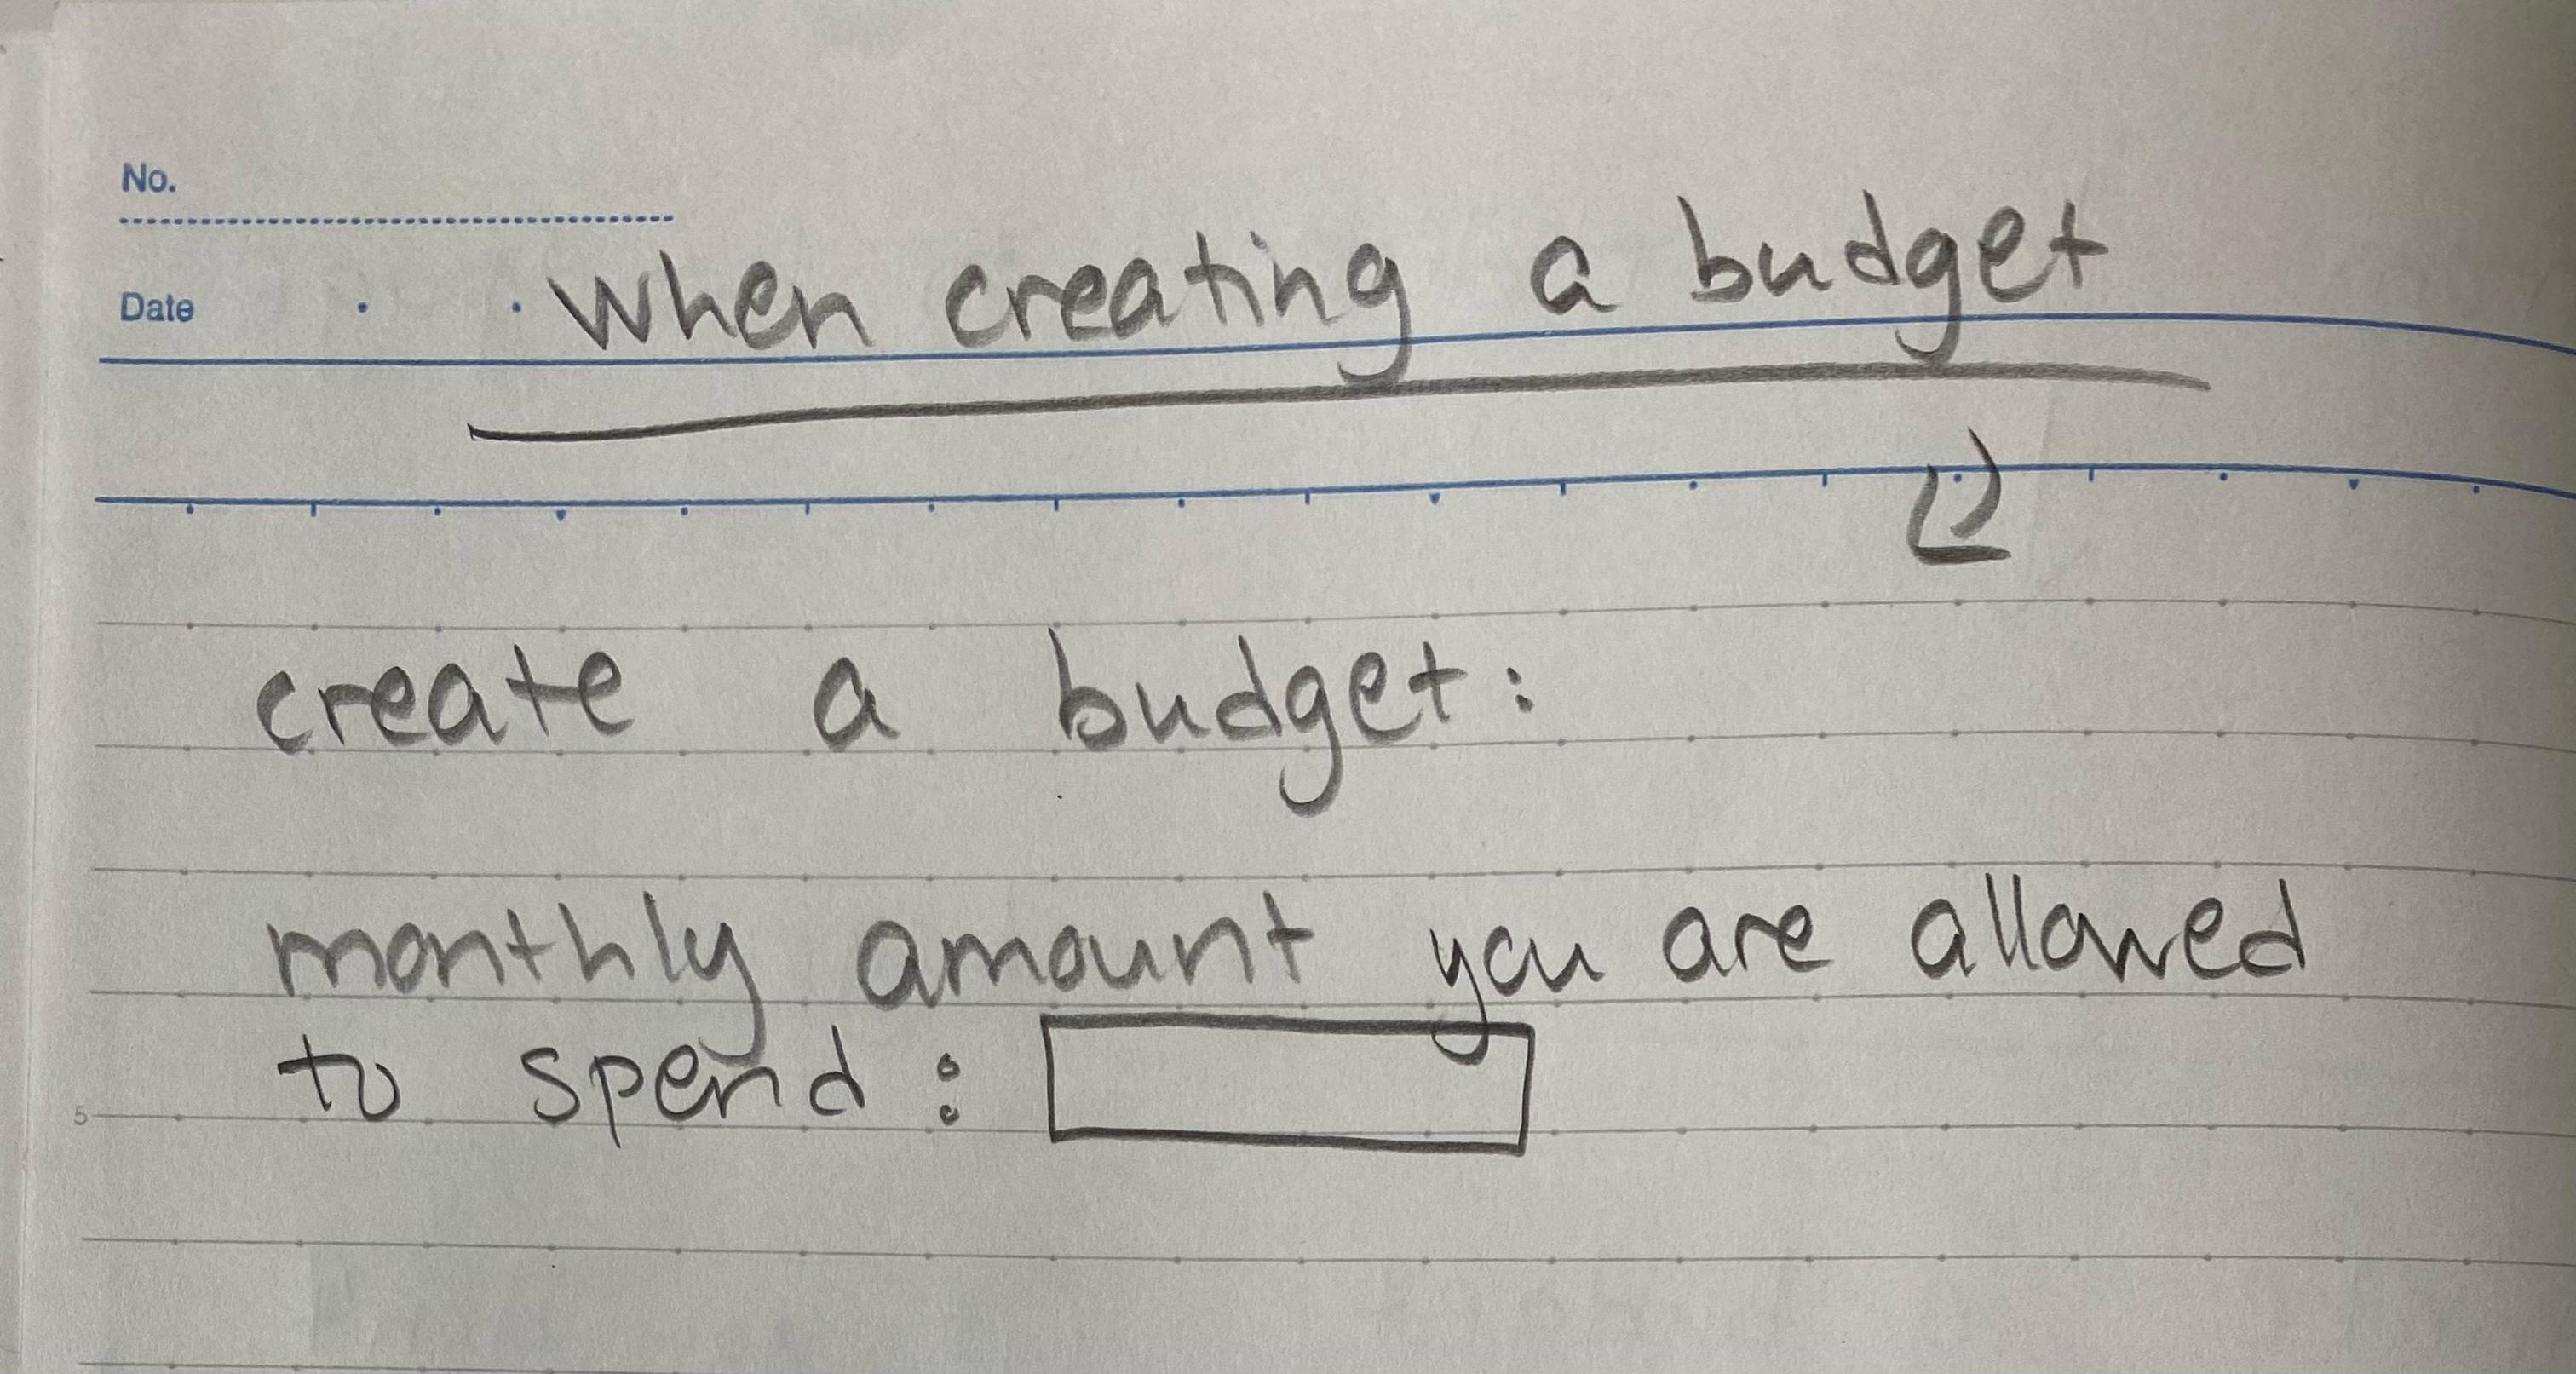 No.
Date . . when creating a budget
create a budget:
monthly amount you are allowed
to spend:
5